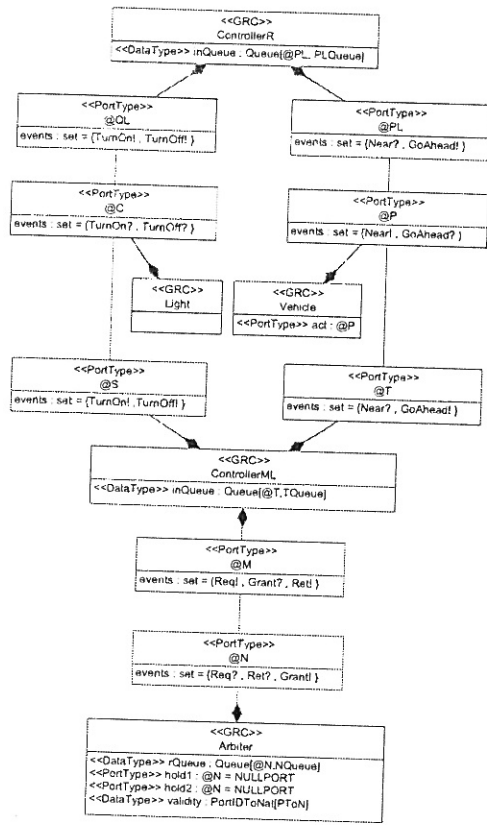 <<GRC>>
ControllerR
<<DataType>> inQueue : Queue[@PL, PLQueue]
<<PortType>>
@QL
events : set = {TurnOn! , TurnOff! }
<<PortType>>
@PL
events : set = {Near? , GoAhead! }
<<PortType>>
@C
events : set = {TurnOn? , TurnOff? }
<<PortType>>
@P
events : set = {Near! , GoAhead? }
<<GRC>>
Light
<<GRC>>
Vehicle
<<PortType>> act : @P
<<PortType>>
@S
events : set = {TurnOn! ,TurnOff! }
<<PortType>>
@T
events : set = {Near? , GoAhead! }
<<GRC>>
ControllerML
<<DataType>> inQueue : Queue[@T,TQueue]
<<PortType>>
@M
events : set = {Req! , Grant? , Ret! }
<<PortType>>
@N
events : set = {Req? , Ret? , Grant! }
<<GRC>>
Arbiter
<<DataType>> rQueue : Queue[@N,NQueue]
<<PortType>> hold1 : @N = NULLPORT
<<PortType>> hold2 : @N = NULLPORT
<<DataType>> validity : PortIDToNat[PToN]